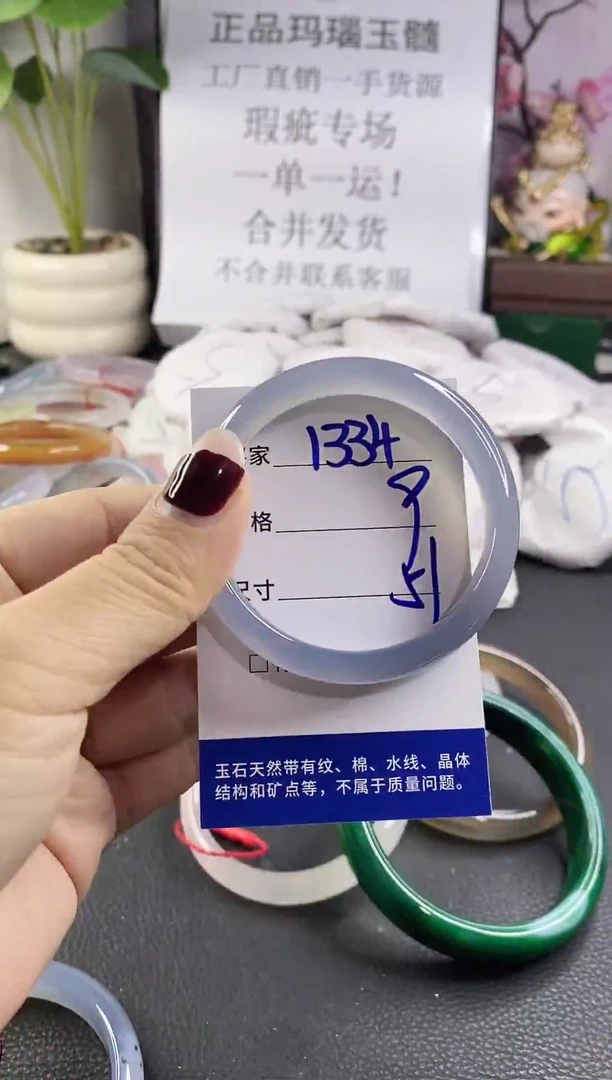 正品玛瑙玉髓
工厂直销一手货源
瑕疵专场
一单一运!
合并发货
不合并联系客服
家 1334
格
尺寸 51
玉石天然带有纹、棉、水线、晶体
结构和矿点等，不属于质量问题。